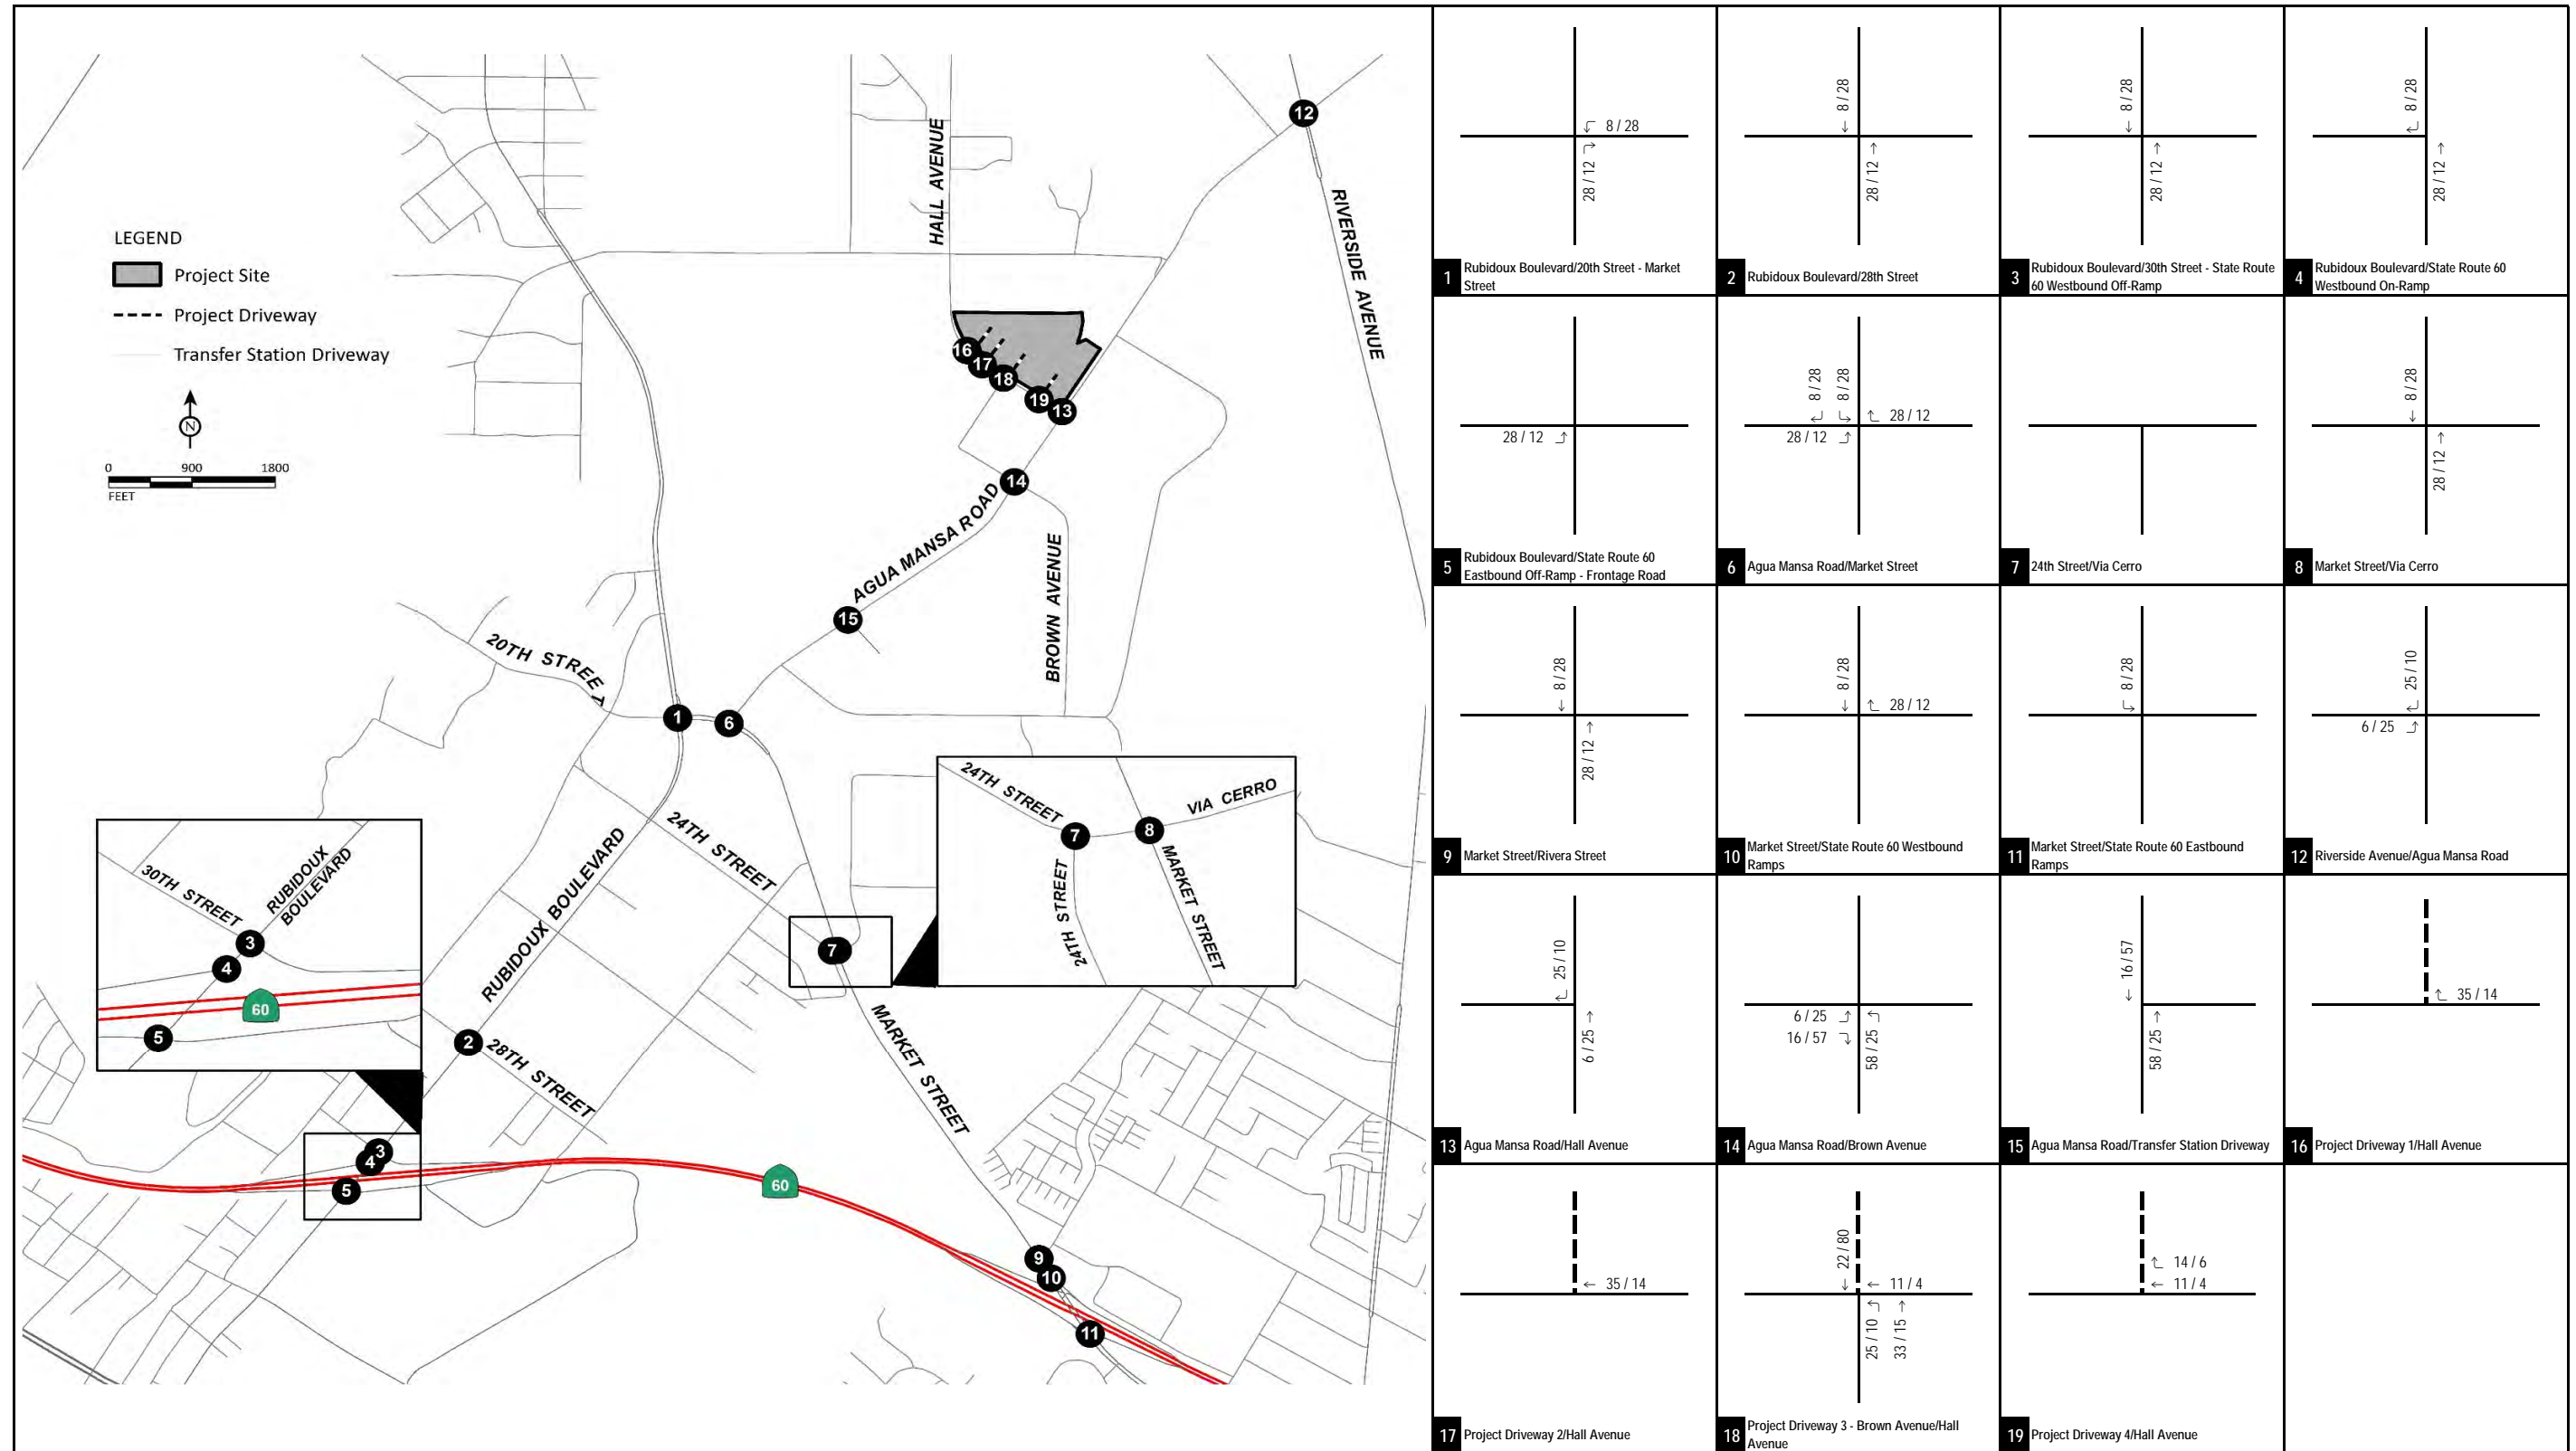 12
HALL AVENUE
RIVERSIDE AVENUE
LEGEND
Project Site
Project Driveway
Transfer Station Driveway
N
0 900 1800
FEET
16
17
18
19
13
14
AGUA MANSA ROAD
BROWN AVENUE
15
20TH STREET
1
6
24TH STREET
RUBIDOUX BOULEVARD
7
2
28TH STREET
MARKET STREET
3
4
5
60
9
10
11
30TH STREET
RUBIDOUX
BOULEVARD
3
4
60
5
24TH STREET
7
8
VIA CERRO
24TH STREET
MARKET STREET
8 / 28
28 / 12
1 Rubidoux Boulevard/20th Street - Market
Street
8 / 28
28 / 12
2 Rubidoux Boulevard/28th Street
8 / 28
28 / 12
3 Rubidoux Boulevard/30th Street - State Route
60 Westbound Off-Ramp
8 / 28
28 / 12
4 Rubidoux Boulevard/State Route 60
Westbound On-Ramp
28 / 12
5 Rubidoux Boulevard/State Route 60
Eastbound Off-Ramp - Frontage Road
8 / 28
8 / 28
28 / 12
28 / 12
6 Agua Mansa Road/Market Street
7 24th Street/Via Cerro
8 / 28
28 / 12
8 Market Street/Via Cerro
8 / 28
28 / 12
9 Market Street/Rivera Street
8 / 28
28 / 12
10 Market Street/State Route 60 Westbound
Ramps
8 / 28
11 Market Street/State Route 60 Eastbound
Ramps
25 / 10
6 / 25
12 Riverside Avenue/Agua Mansa Road
25 / 10
6 / 25
13 Agua Mansa Road/Hall Avenue
6 / 25
16 / 57
58 / 25
14 Agua Mansa Road/Brown Avenue
16 / 57
58 / 25
15 Agua Mansa Road/Transfer Station Driveway
35 / 14
16 Project Driveway 1/Hall Avenue
35 / 14
17 Project Driveway 2/Hall Avenue
22 / 80
11 / 4
25 / 10
33 / 15
18 Project Driveway 3 - Brown Avenue/Hall
Avenue
14 / 6
11 / 4
19 Project Driveway 4/Hall Avenue